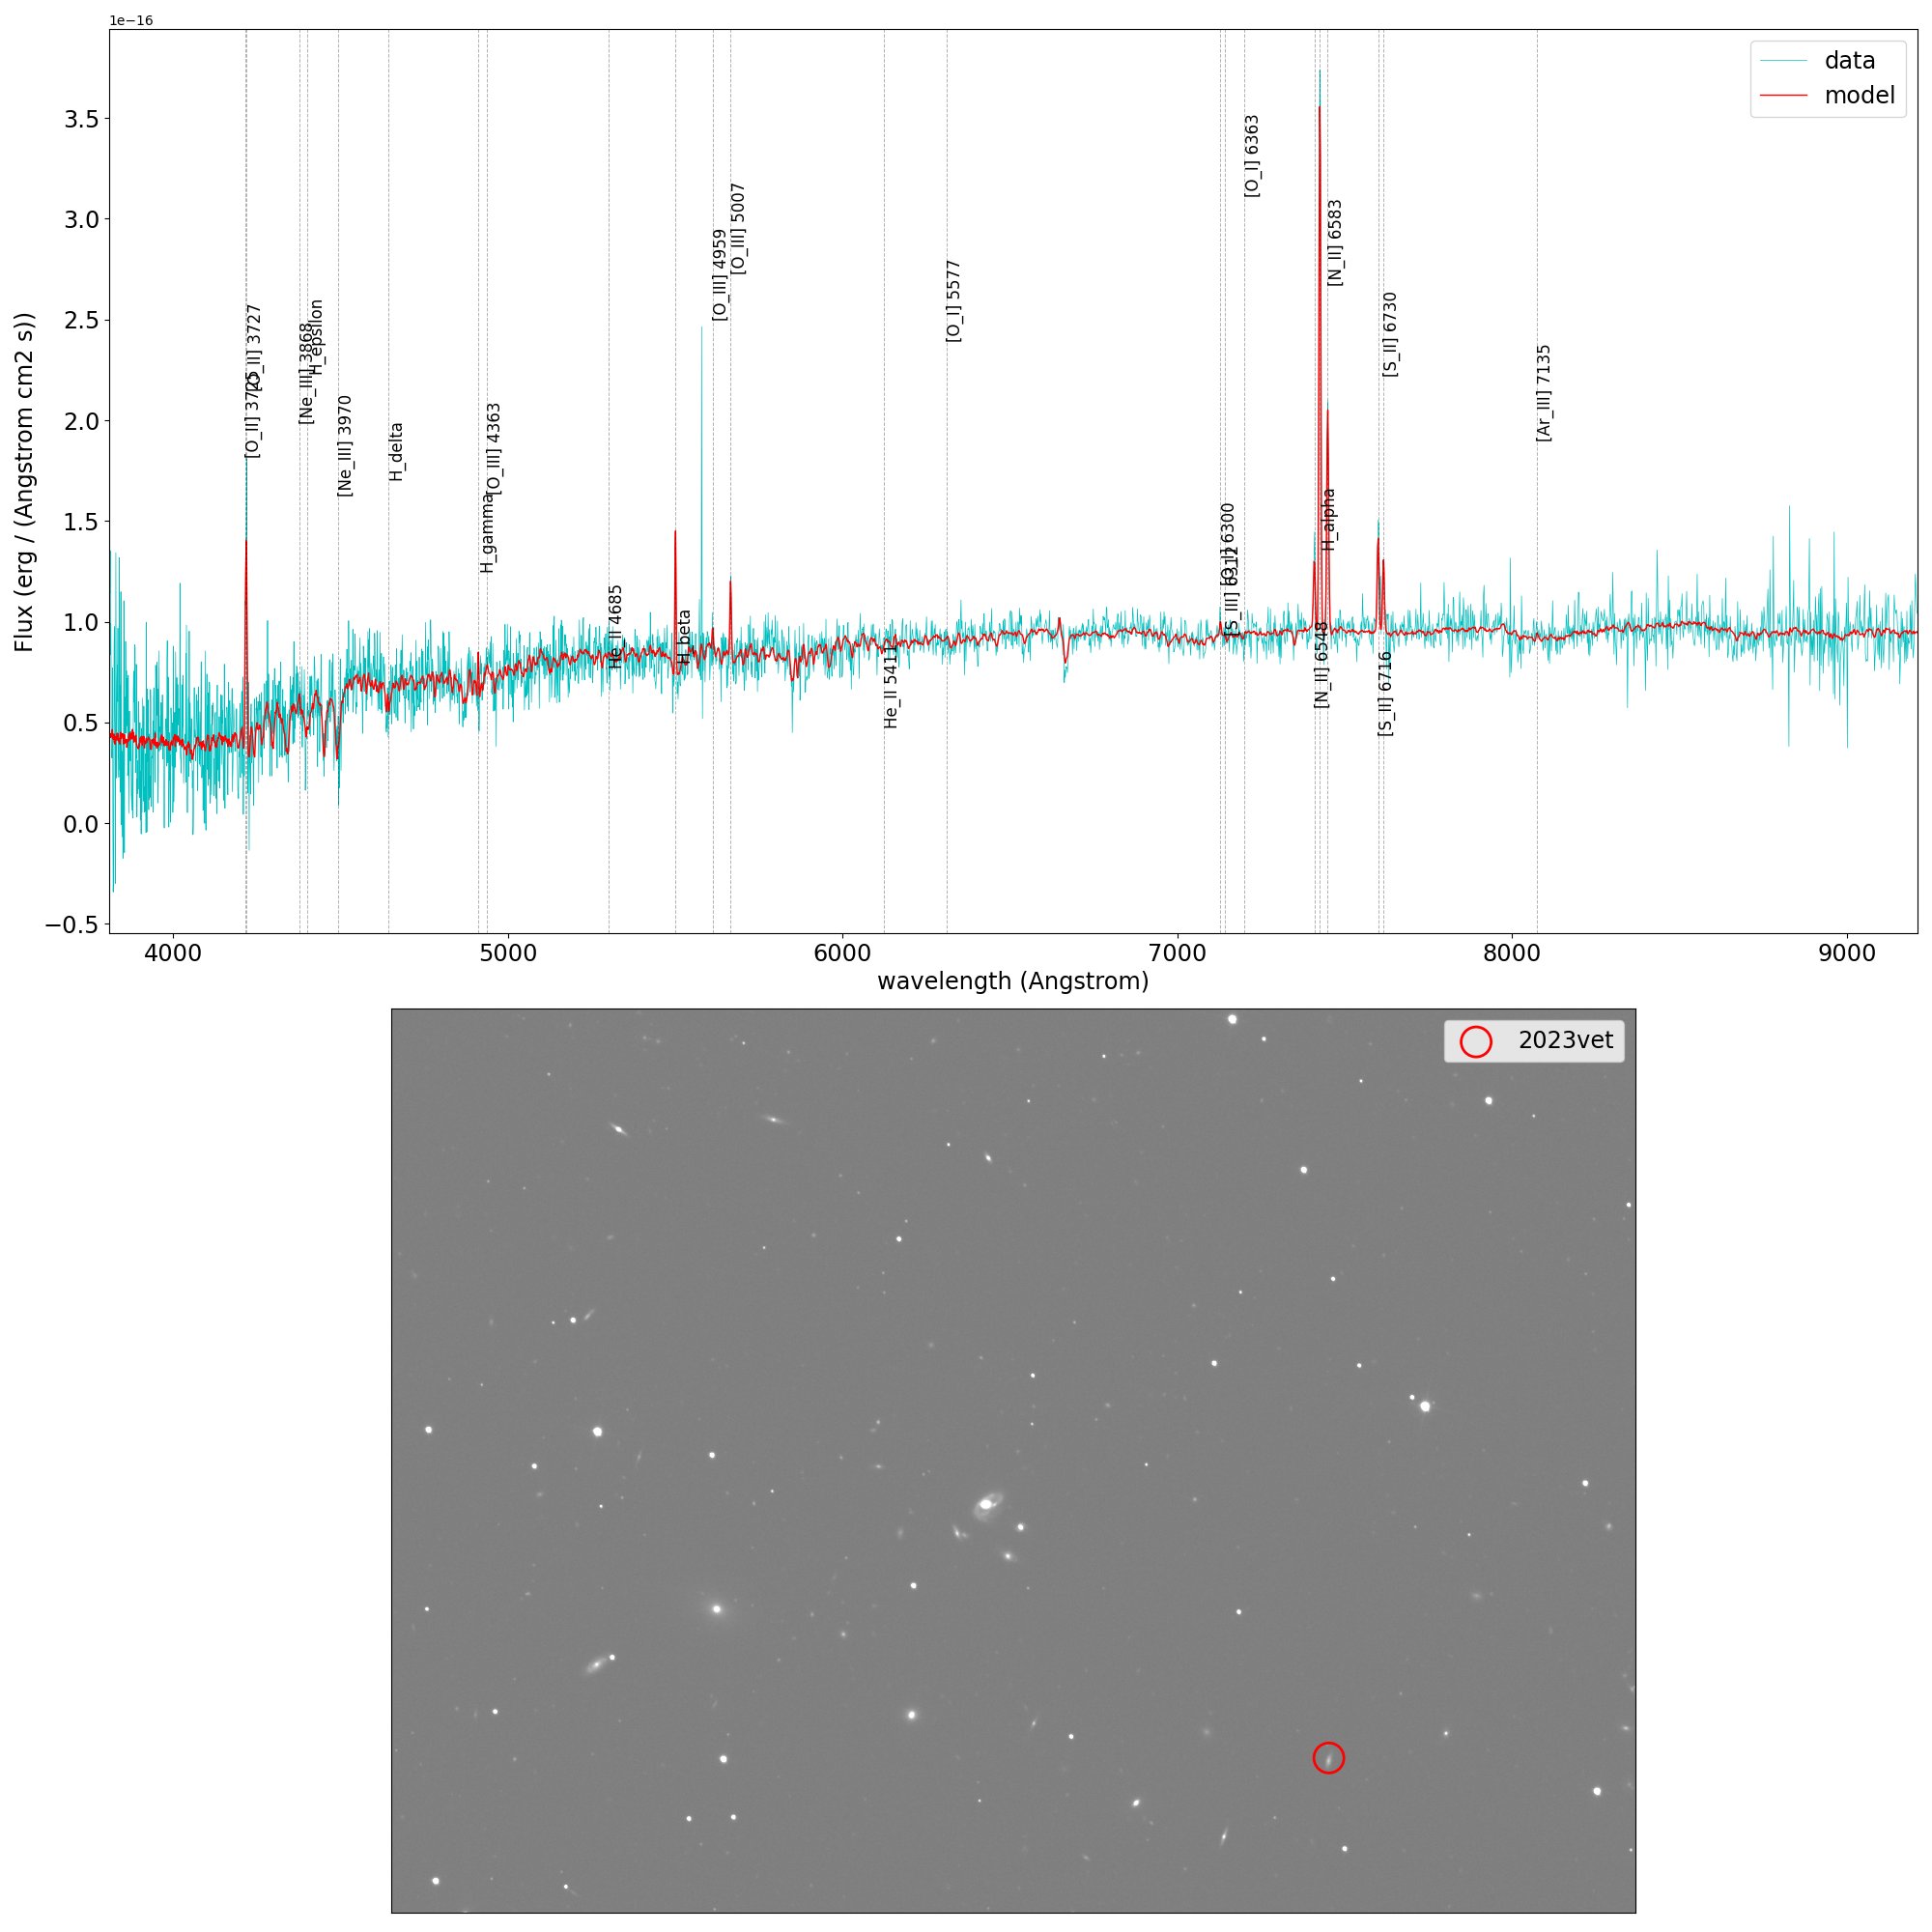 1e−16
data
model
3.5
3.0
2.5
2.0
1.5
1.0
0.5
0.0
−0.5
Flux (erg / (Angstrom cm2 s))
[O_II] 3725
[O_II] 3727
[Ne_III] 3868
H_epsilon
[Ne_III] 3970
H_delta
H_gamma
[O_III] 4363
He_II 4685
H_beta
[O_III] 4959
[O_III] 5007
He_II 5411
[O_I] 5577
[O_I] 6300
[S_III] 6312
[O_I] 6363
[N_II] 6548
H_alpha
[N_II] 6583
[S_II] 6716
[S_II] 6730
[Ar_III] 7135
4000
5000
6000
7000
8000
9000
wavelength (Angstrom)
2023vet